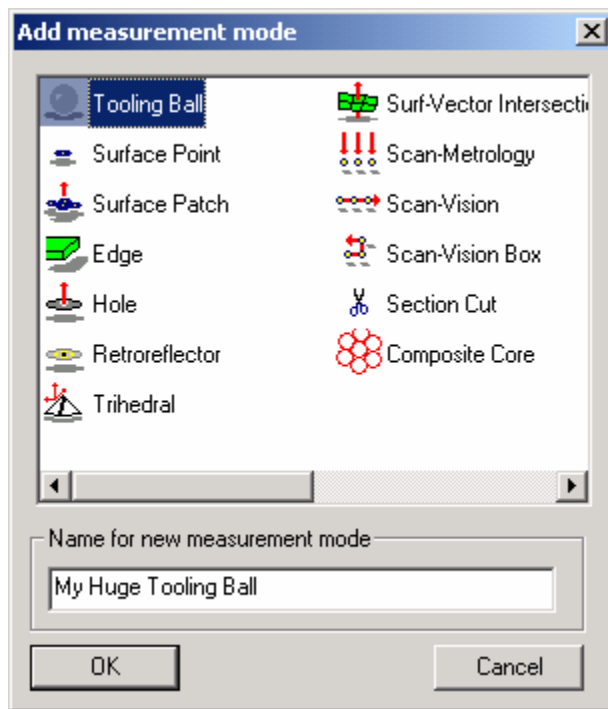 Add measurement mode
Tooling Ball
Surface Point
Surface Patch
Edge
Hole
Retroreflector
Trihedral
Surf-Vector Intersecti
Scan-Metrology
Scan-Vision
Scan-Vision Box
Section Cut
Composite Core
Name for new measurement mode
My Huge Tooling Ball
OK
Cancel